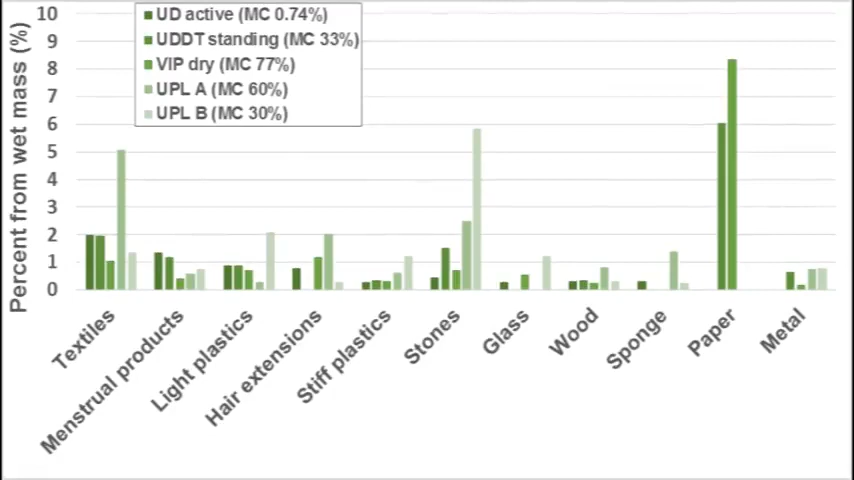 Percent from wet mass (%)
10
9
8
7
6
5
4
3
2
1
0
UD active (MC 0.74%)
UDDT standing (MC 33%)
VIP dry (MC 77%)
UPL A (MC 60%)
UPL B (MC 30%)
Textiles
Menstrual products
Light plastics
Hair extensions
Stiff plastics
Stones
Glass
Wood
Sponge
Paper
Metal